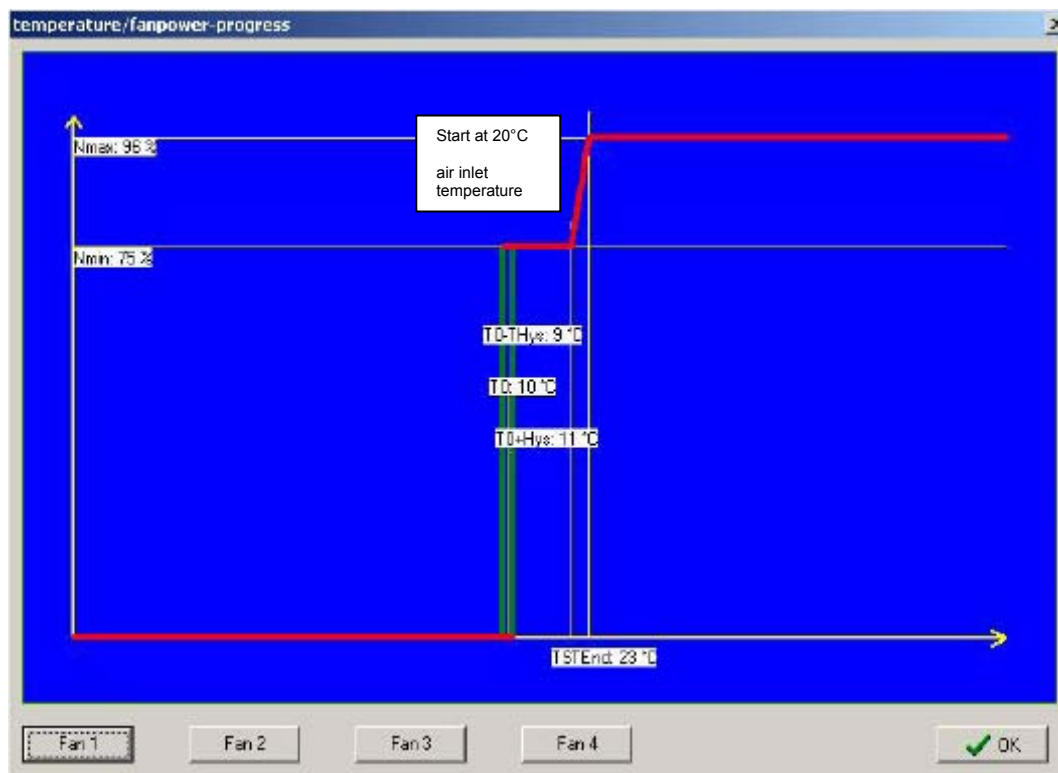 temperature/fanpower-progress
Start at 20°C
air inlet
temperature
Nmax: 96 %
Nmin: 75 %
T0-THys: 9 °C
T0: 10 °C
T0+Hys: 11 °C
TSTEnd: 23 °C
Fan 1
Fan 2
Fan 3
Fan 4
OK